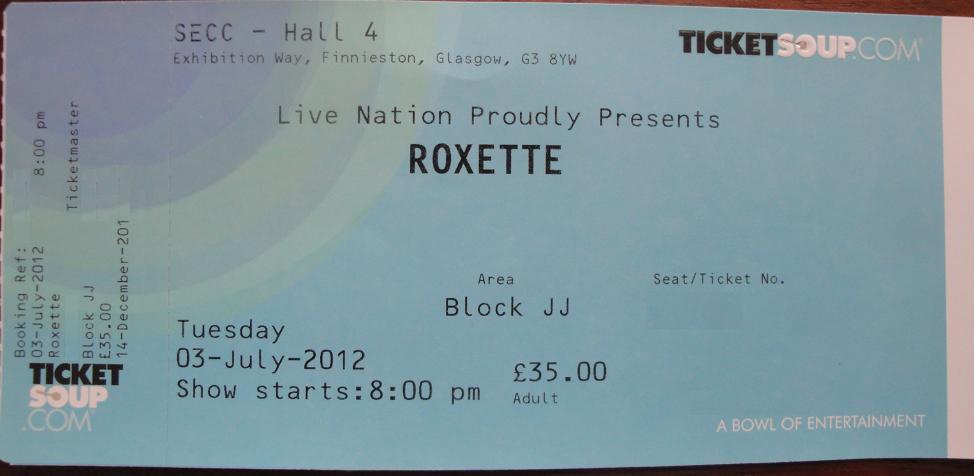 SECC - Hall 4
Exhibition Way, Finnieston, Glasgow, G3 8YW
TICKETSOUP.COM
Live Nation Proudly Presents
ROXETTE
Area
Block JJ
Seat/Ticket No.
Tuesday
03-July-2012
Show starts:8:00 pm
£35.00
Adult
A BOWL OF ENTERTAINMENT
Booking Ref:
03-July-2012 8:00 pm
Roxette
Ticketmaster
Block JJ
£35.00
14-December-201
TICKET
SOUP
.COM